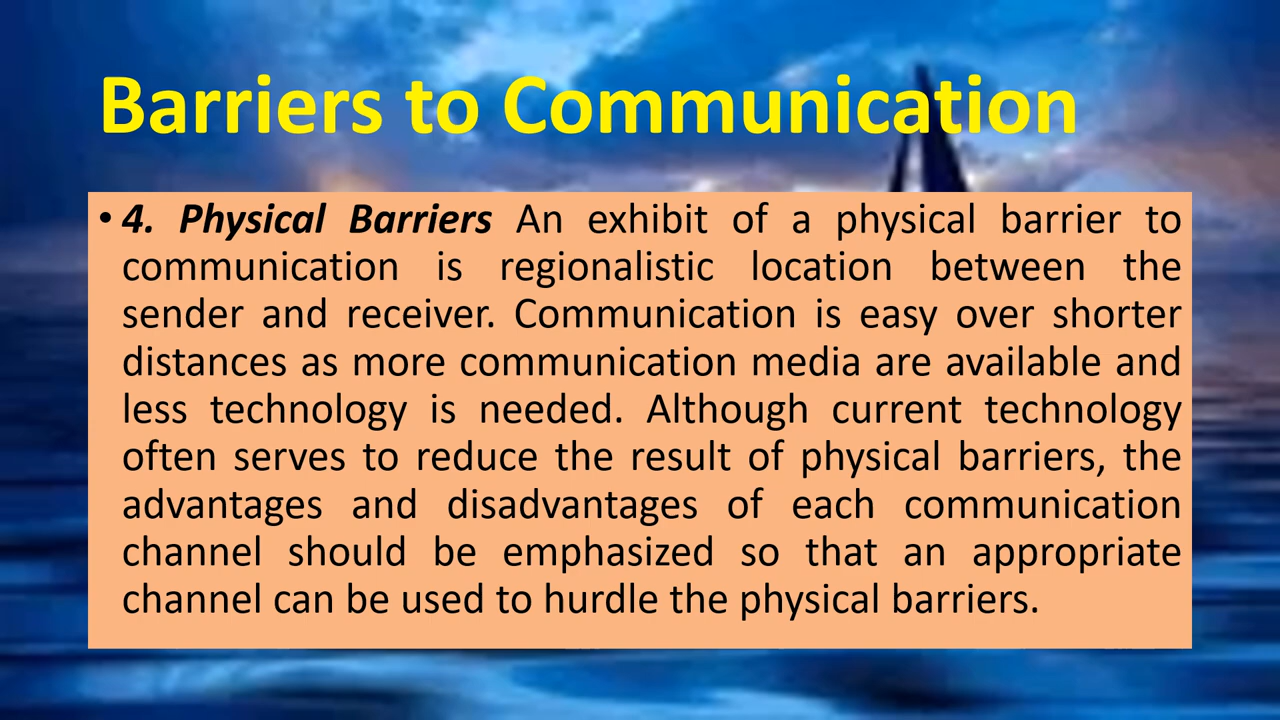 Barriers to Communication
• 4. Physical Barriers An exhibit of a physical barrier to
communication is regionalistic location between the
sender and receiver. Communication is easy over shorter
distances as more communication media are available and
less technology is needed. Although current technology
often serves to reduce the result of physical barriers, the
advantages and disadvantages of each communication
channel should be emphasized so that an appropriate
channel can be used to hurdle the physical barriers.